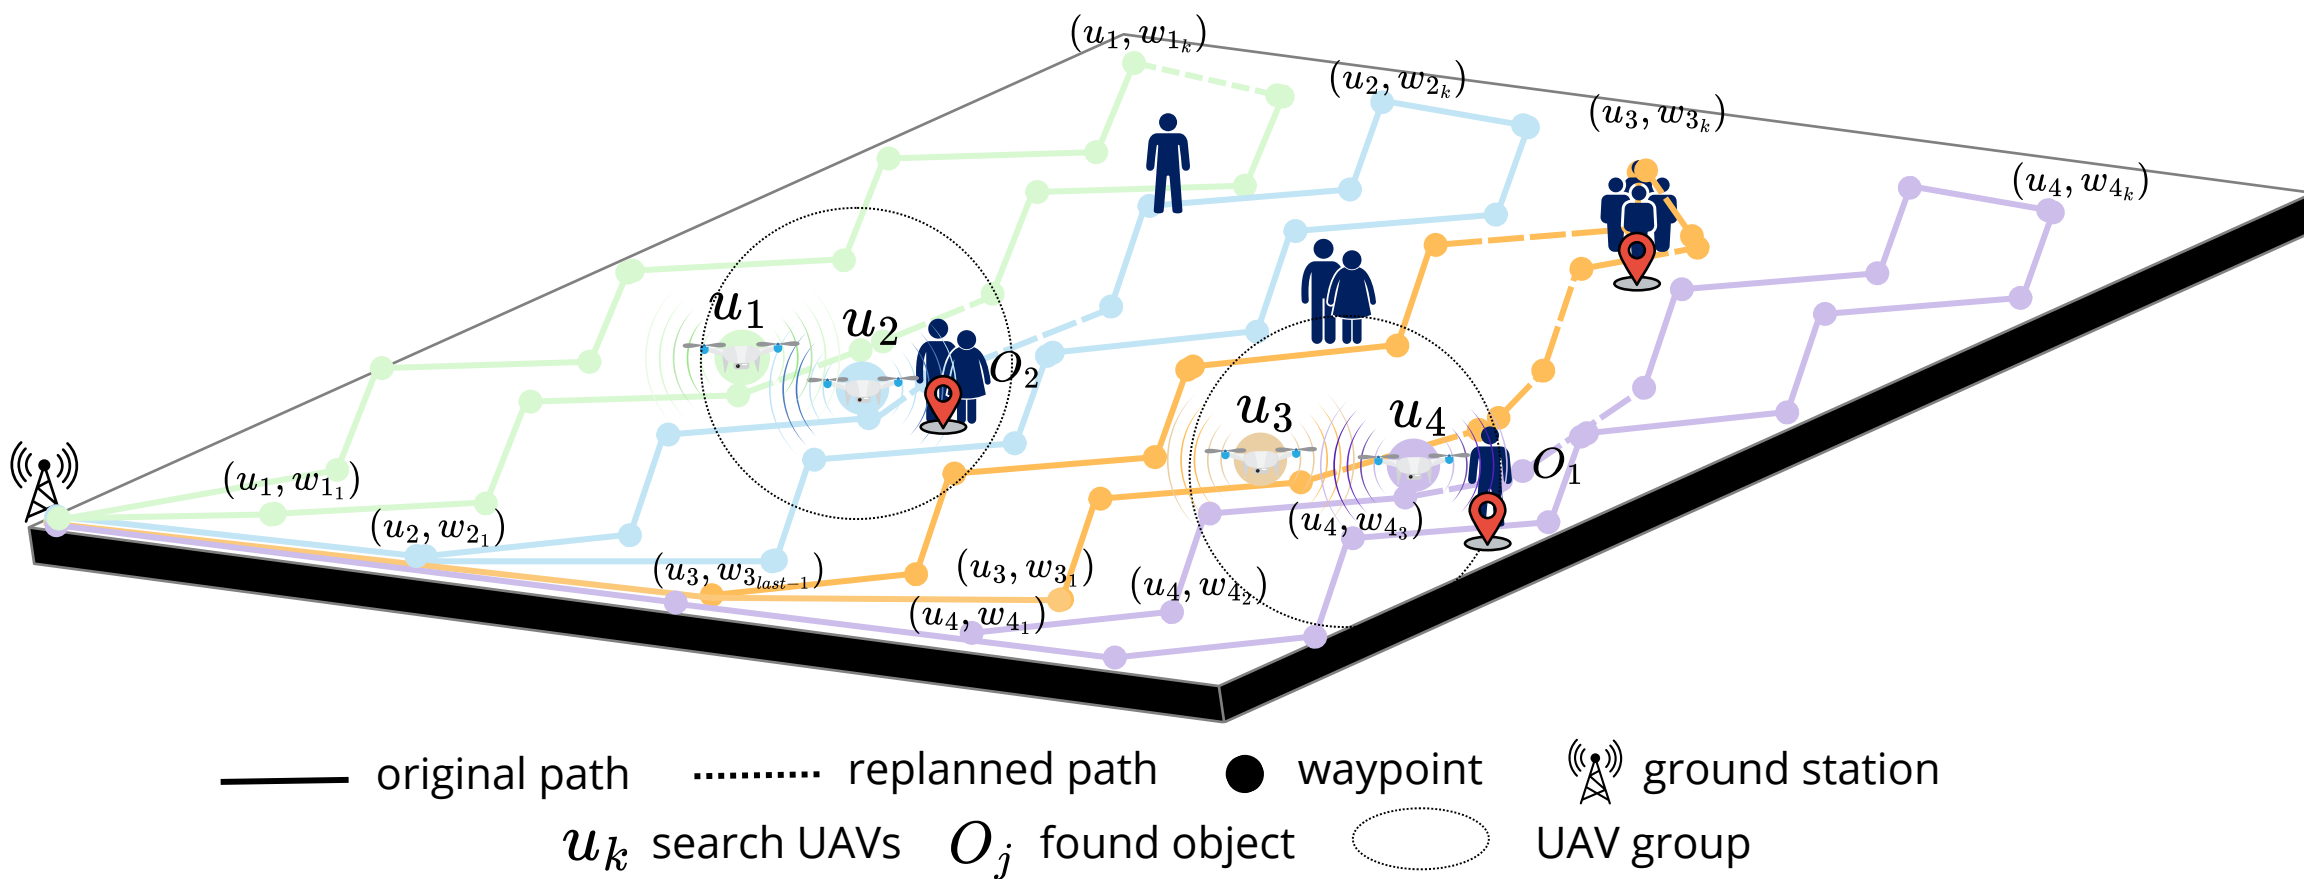 (u₁, w₁ₖ)
(u₂, w₂ₖ)
(u₃, w₃ₖ)
(u₄, w₄ₖ)
u₁
u₂
O₂
u₃
u₄
O₁
(u₁, w₁₁)
(u₂, w₂₁)
(u₄, w₄₃)
(u₃, w₃_last−1)
(u₃, w₃₁)
(u₄, w₄₂)
(u₄, w₄₁)
original path replanned path waypoint ground station
uₖ search UAVs Oⱼ found object UAV group